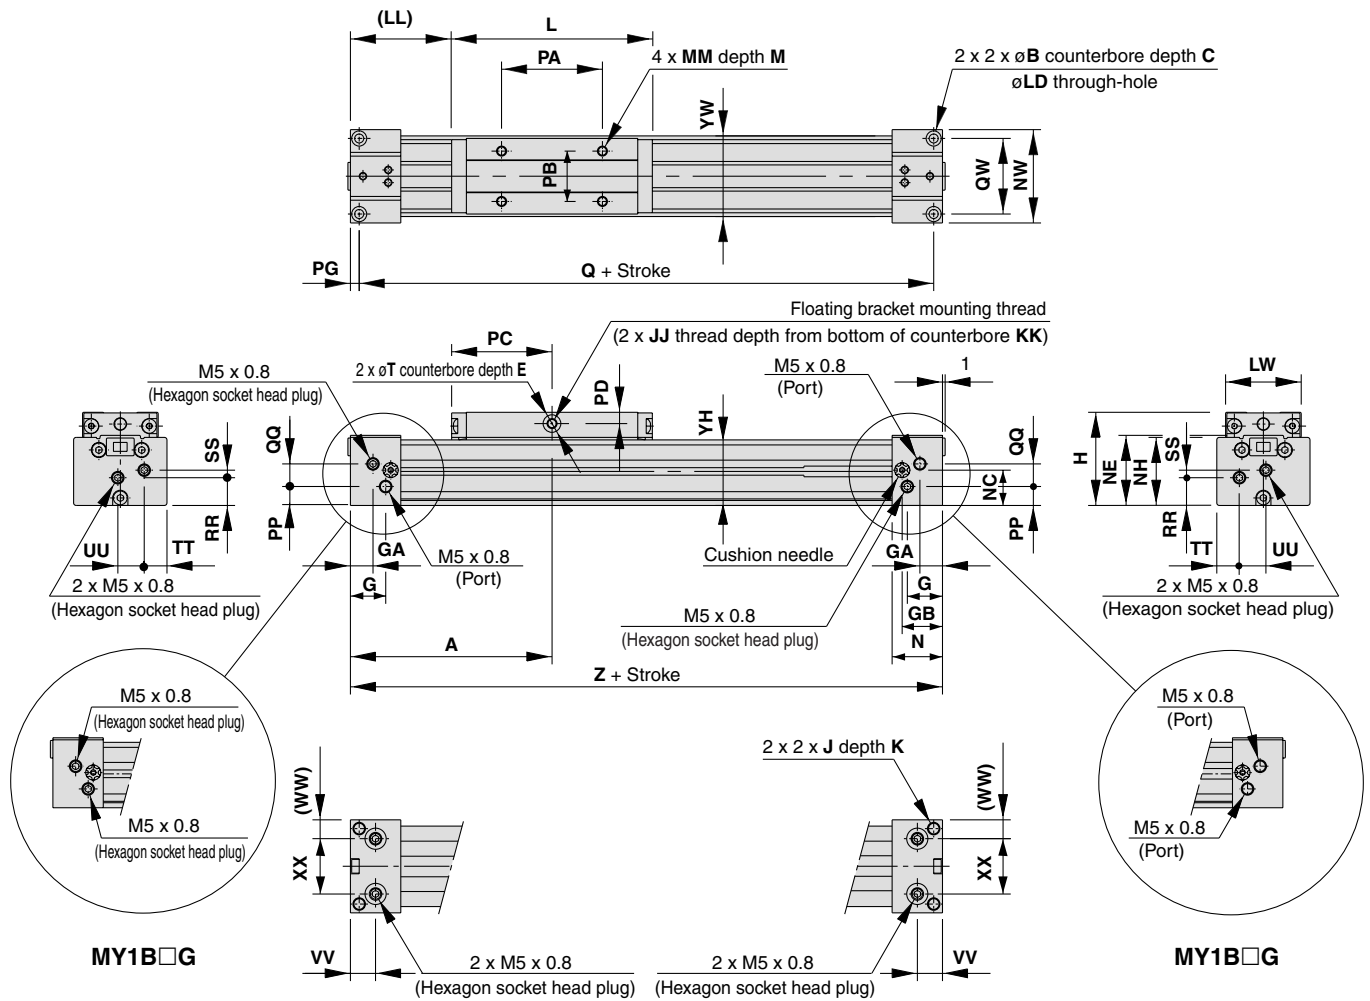 (LL)
L
PA
4 x MM depth M
2 x 2 x øB counterbore depth C
øLD through-hole
YW
PB
QW
NW
PG
Q + Stroke
Floating bracket mounting thread
(2 x JJ thread depth from bottom of counterbore KK)
PC
2 x øT counterbore depth E
PD
YH
M5 x 0.8
(Port)
1
LW
M5 x 0.8
(Hexagon socket head plug)
SS
QQ
RR
PP
UU
TT
2 x M5 x 0.8
(Hexagon socket head plug)
GA
G
M5 x 0.8
(Port)
Cushion needle
NC
QQ
PP
GA
G
GB
N
M5 x 0.8
(Hexagon socket head plug)
H
NE
NH
SS
RR
TT
UU
2 x M5 x 0.8
(Hexagon socket head plug)
A
Z + Stroke
M5 x 0.8
(Hexagon socket head plug)
M5 x 0.8
(Hexagon socket head plug)
MY1B□G
(WW)
XX
VV
2 x M5 x 0.8
(Hexagon socket head plug)
2 x 2 x J depth K
(WW)
XX
VV
2 x M5 x 0.8
(Hexagon socket head plug)
M5 x 0.8
(Port)
M5 x 0.8
(Port)
MY1B□G